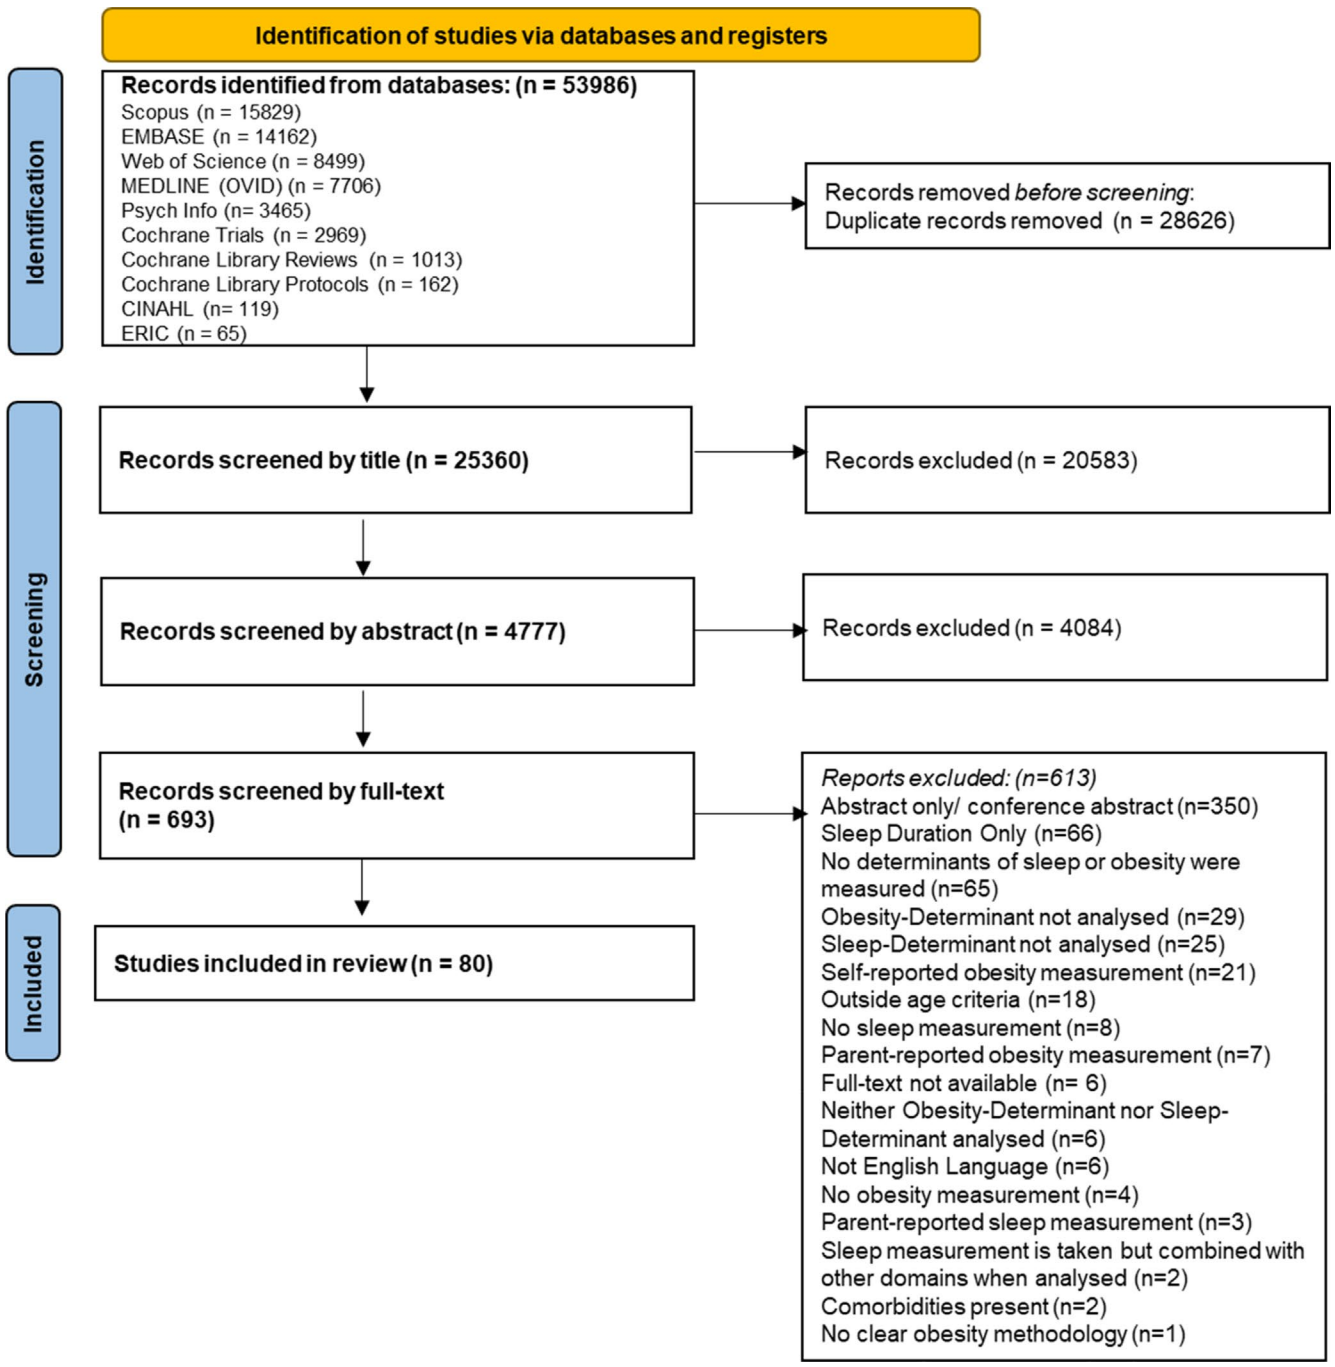 Identification of studies via databases and registers
Identification
Records identified from databases: (n = 53986)
Scopus (n = 15829)
EMBASE (n = 14162)
Web of Science (n = 8499)
MEDLINE (OVID) (n = 7706)
Psych Info (n= 3465)
Cochrane Trials (n = 2969)
Cochrane Library Reviews (n = 1013)
Cochrane Library Protocols (n = 162)
CINAHL (n= 119)
ERIC (n = 65)
Records removed before screening:
Duplicate records removed (n = 28626)
Screening
Records screened by title (n = 25360)
Records excluded (n = 20583)
Records screened by abstract (n = 4777)
Records excluded (n = 4084)
Records screened by full-text
(n = 693)
Reports excluded: (n=613)
Abstract only/ conference abstract (n=350)
Sleep Duration Only (n=66)
No determinants of sleep or obesity were
measured (n=65)
Obesity-Determinant not analysed (n=29)
Sleep-Determinant not analysed (n=25)
Self-reported obesity measurement (n=21)
Outside age criteria (n=18)
No sleep measurement (n=8)
Parent-reported obesity measurement (n=7)
Full-text not available (n= 6)
Neither Obesity-Determinant nor Sleep-
Determinant analysed (n=6)
Not English Language (n=6)
No obesity measurement (n=4)
Parent-reported sleep measurement (n=3)
Sleep measurement is taken but combined with
other domains when analysed (n=2)
Comorbidities present (n=2)
No clear obesity methodology (n=1)
Included
Studies included in review (n = 80)